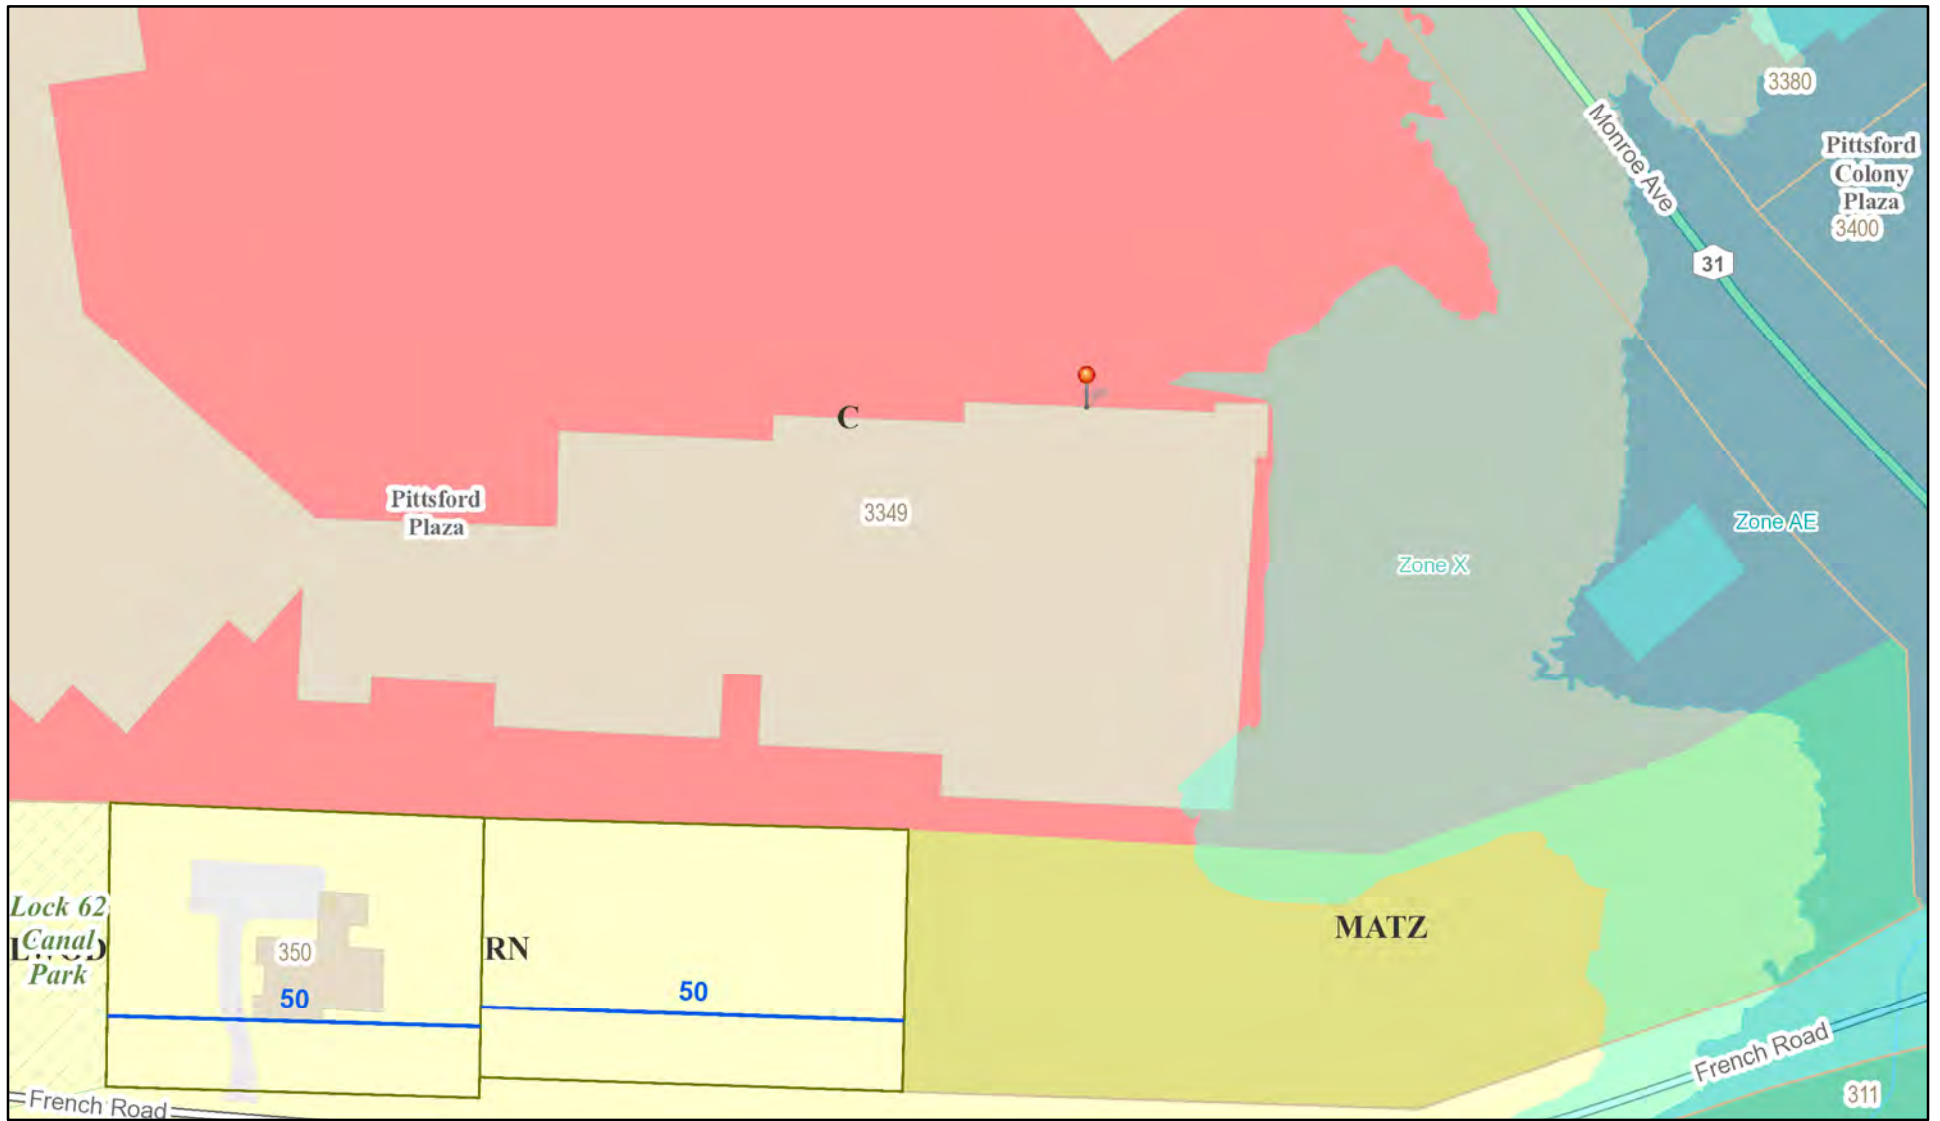 3380
Monroe Ave
Pittsford
Colony
Plaza
3400
31
C
Pittsford
Plaza
3349
Zone AE
Zone X
Lock 62
Canal
Park
350
RN
50
50
MATZ
French Road
French Road
311